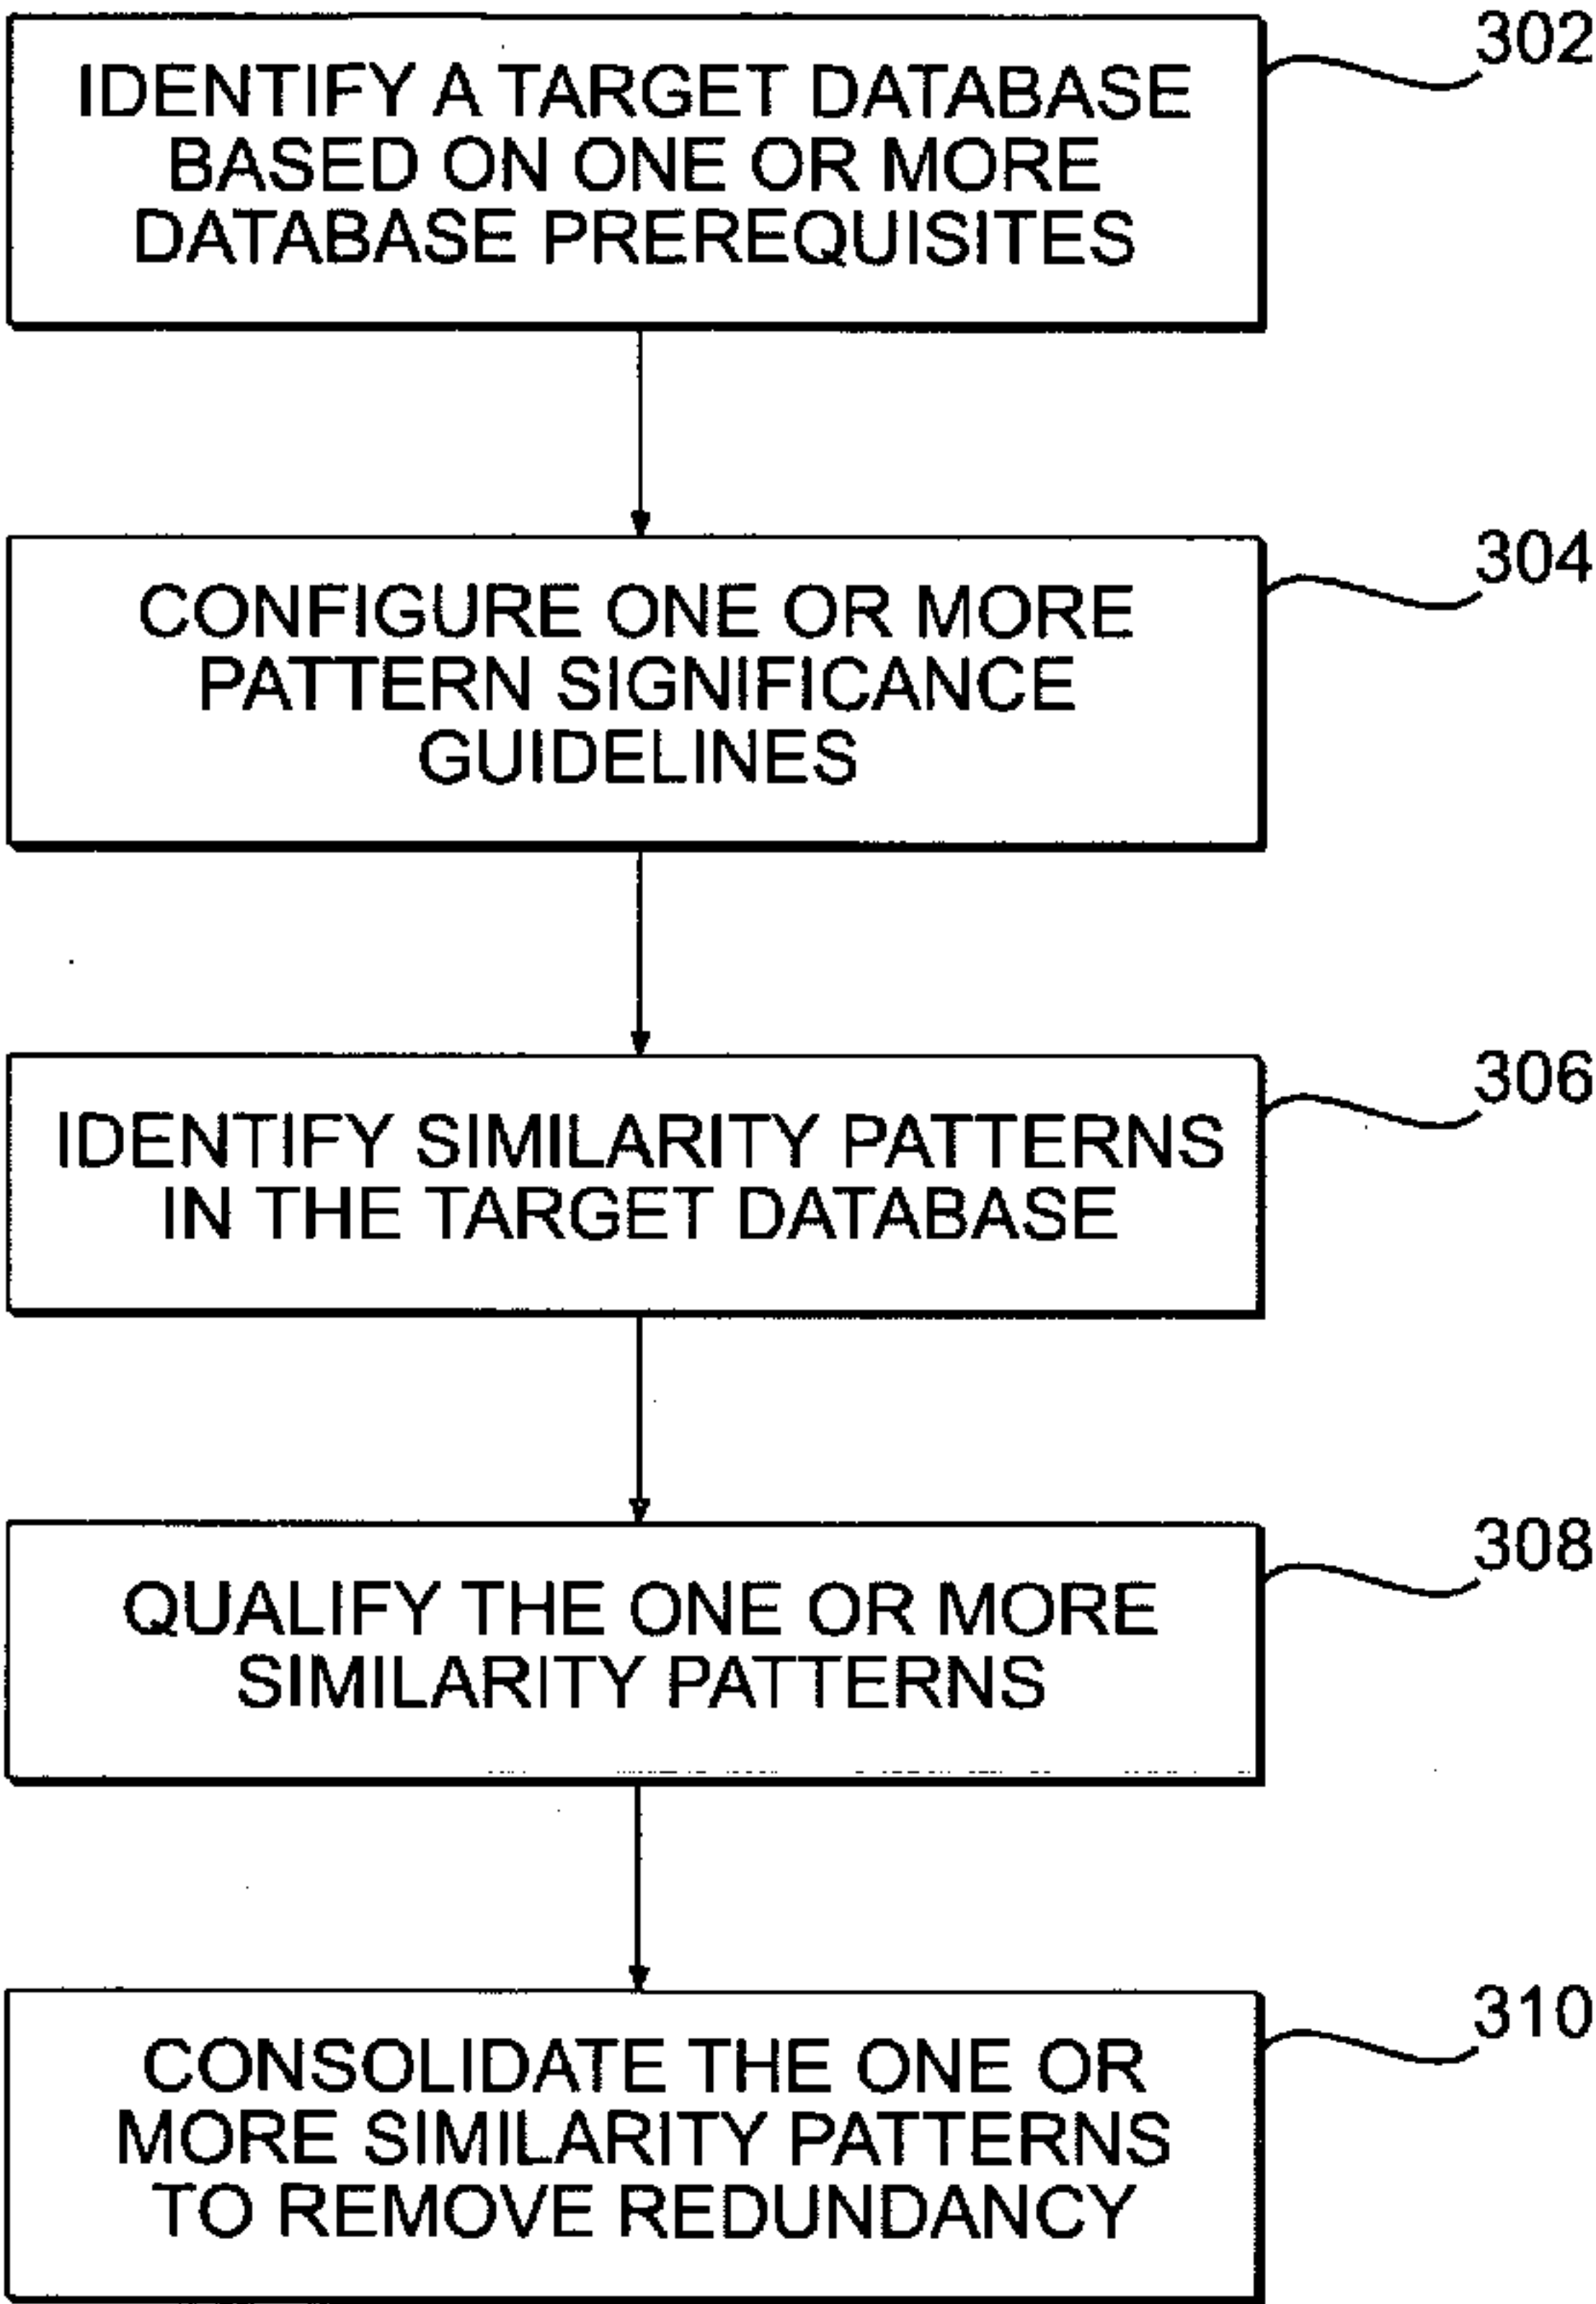 302
IDENTIFY A TARGET DATABASE
BASED ON ONE OR MORE
DATABASE PREREQUISITES
304
CONFIGURE ONE OR MORE
PATTERN SIGNIFICANCE
GUIDELINES
306
IDENTIFY SIMILARITY PATTERNS
IN THE TARGET DATABASE
308
QUALIFY THE ONE OR MORE
SIMILARITY PATTERNS
310
CONSOLIDATE THE ONE OR
MORE SIMILARITY PATTERNS
TO REMOVE REDUNDANCY